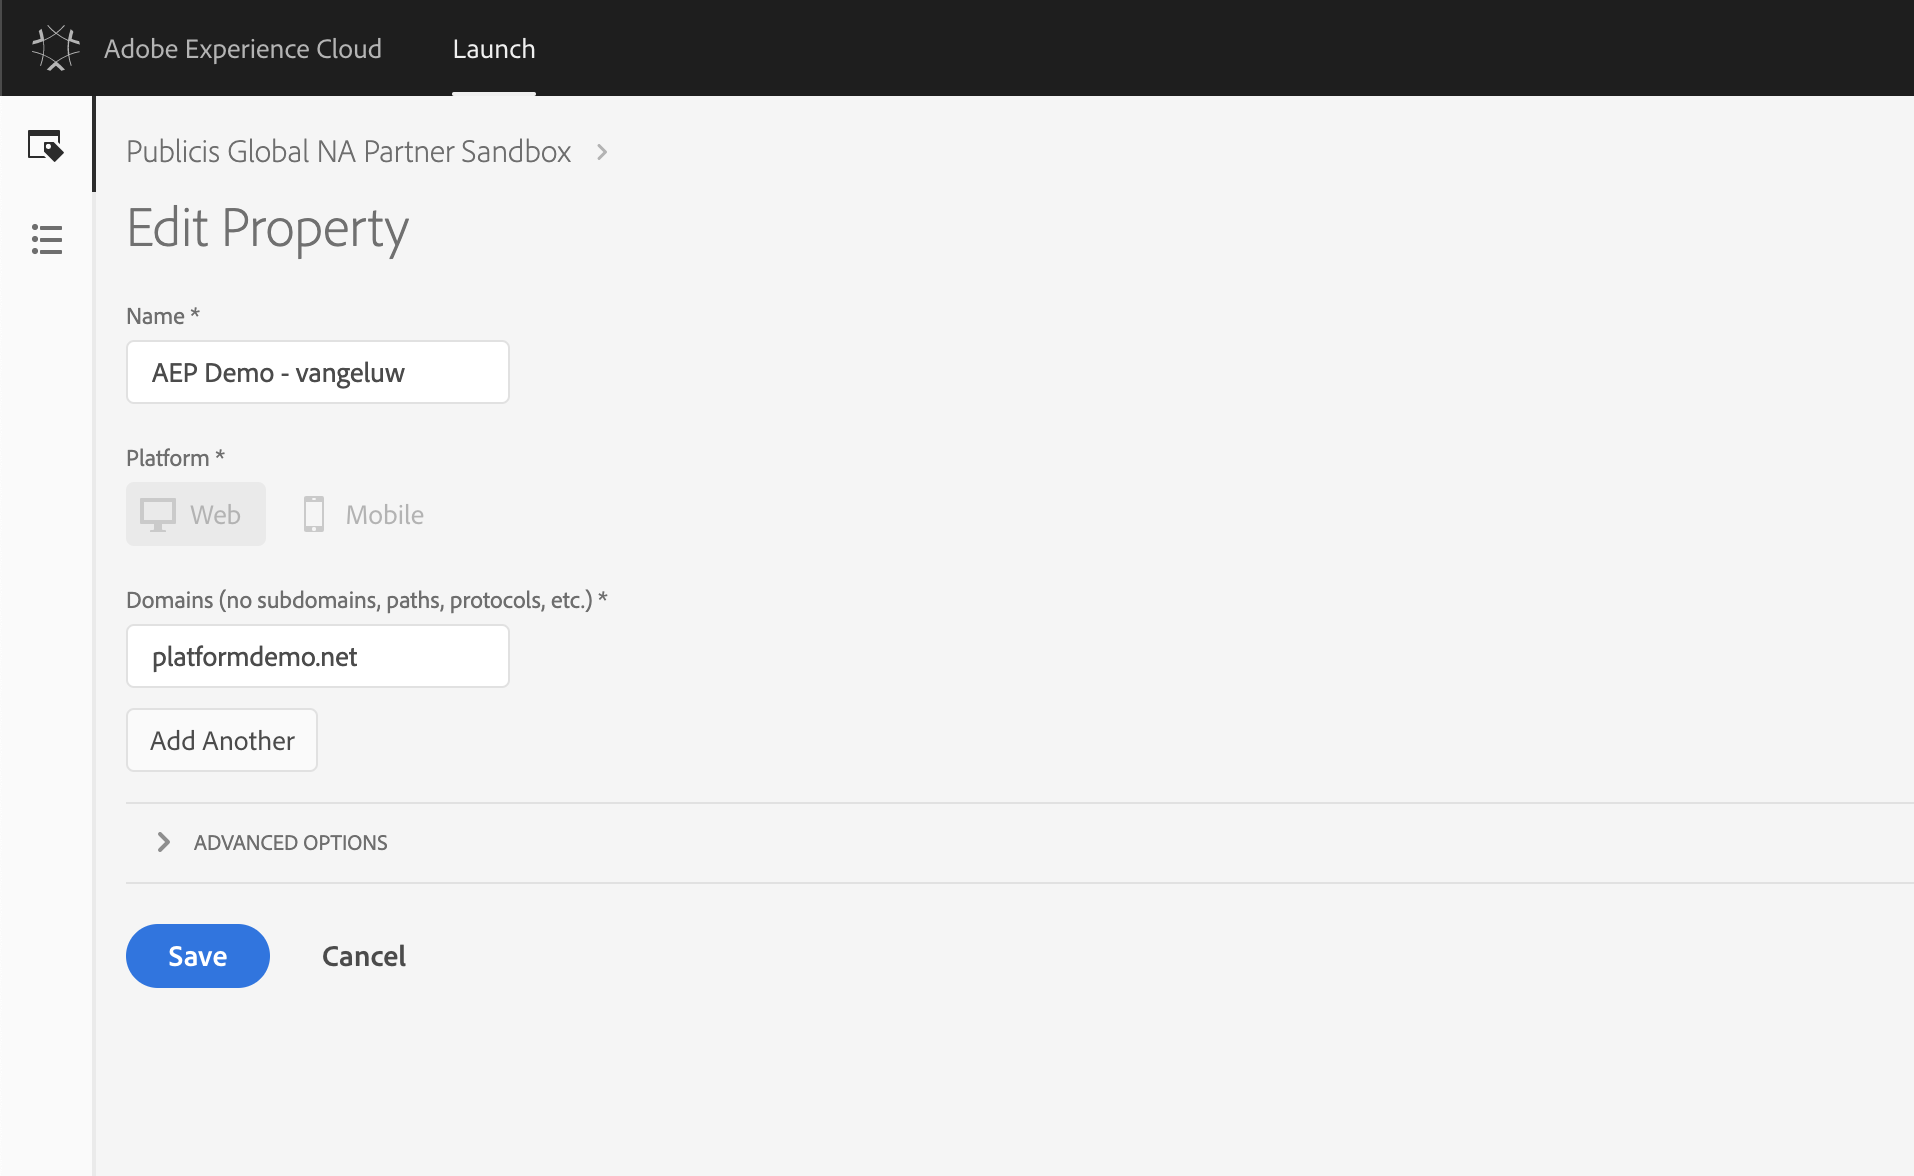 Adobe Experience Cloud
Launch
Publicis Global NA Partner Sandbox
Edit Property
Name *
AEP Demo - vangeluw
Platform *
Web
Mobile
Domains (no subdomains, paths, protocols, etc.) *
platformdemo.net
Add Another
ADVANCED OPTIONS
Save
Cancel